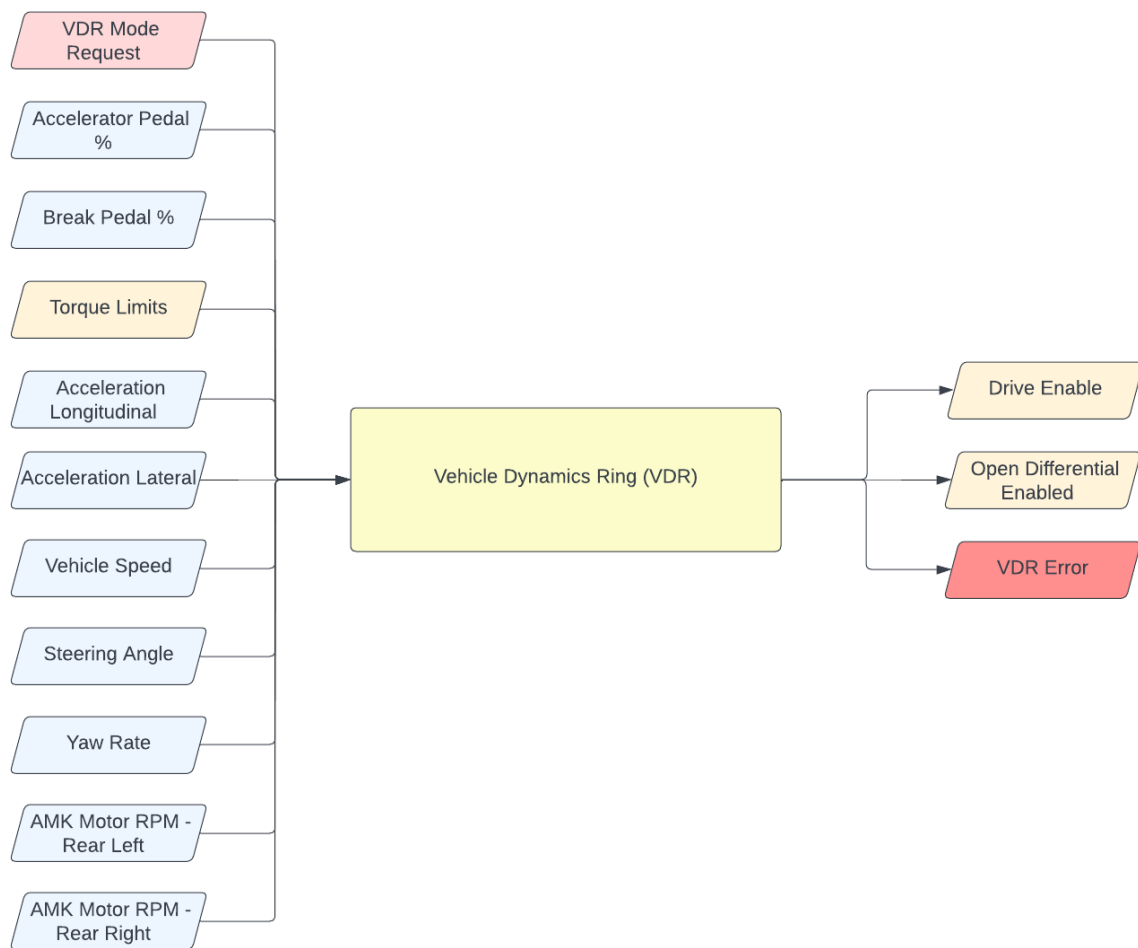 VDR Mode
Request
Accelerator Pedal
%
Break Pedal %
Torque Limits
Acceleration
Longitudinal
Acceleration Lateral
Vehicle Speed
Steering Angle
Yaw Rate
AMK Motor RPM -
Rear Left
AMK Motor RPM -
Rear Right
Vehicle Dynamics Ring (VDR)
Drive Enable
Open Differential
Enabled
VDR Error